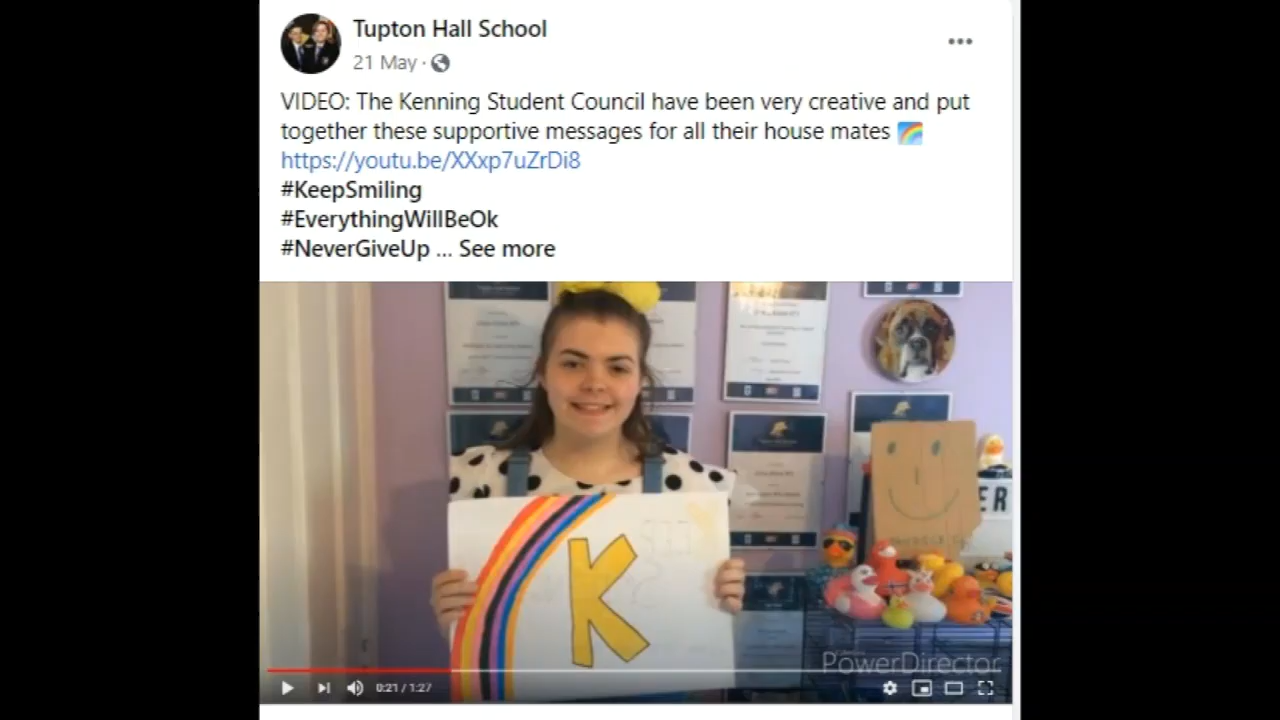 Tupton Hall School
21 May ·
VIDEO: The Kenning Student Council have been very creative and put
together these supportive messages for all their house mates 🌈
https://youtu.be/XXxp7uZrDi8
#KeepSmiling
#EverythingWillBeOk
#NeverGiveUp ... See more
K
ER
PowerDirector
0:21 / 1:27